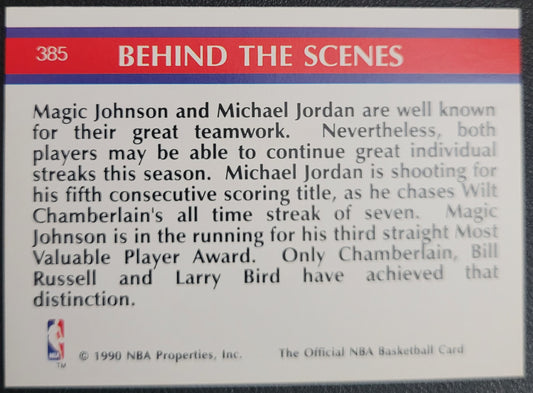 385 BEHIND THE SCENES
Magic Johnson and Michael Jordan are well known
for their great teamwork. Nevertheless, both
players may be able to continue great individual
streaks this season. Michael Jordan is shooting for
his fifth consecutive scoring title, as he chases Wilt
Chamberlain's all time streak of seven. Magic
Johnson is in the running for his third straight Most
Valuable Player Award. Only Chamberlain, Bill
Russell and Larry Bird have achieved that
distinction.
NBA
TM
© 1990 NBA Properties, Inc. The Official NBA Basketball Card